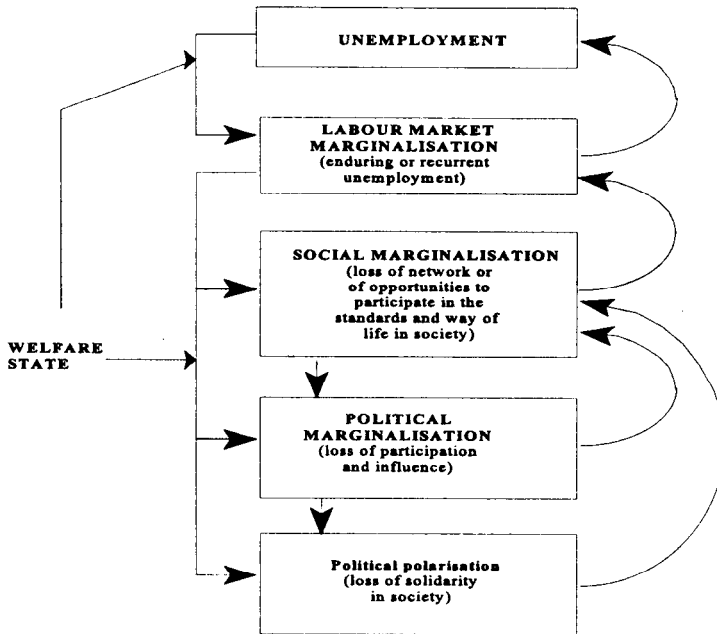 UNEMPLOYMENT
LABOUR MARKET
MARGINALISATION
(enduring or recurrent
unemployment)
SOCIAL MARGINALISATION
(loss of network or
of opportunities to
participate in the
standards and way of
life in society)
WELFARE
STATE
POLITICAL
MARGINALISATION
(loss of participation
and influence)
Political polarisation
(loss of solidarity
in society)